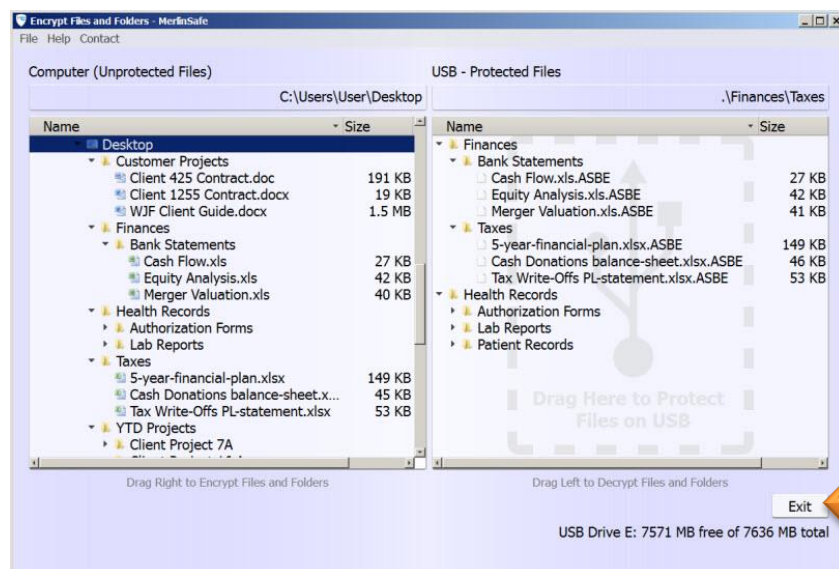 Encrypt Files and Folders - MerlinSafe
File Help Contact
Computer (Unprotected Files)
C:\Users\User\Desktop
Name Size
Desktop
Customer Projects
Client 425 Contract.doc 191 KB
Client 1255 Contract.docx 19 KB
WJF Client Guide.docx 1.5 MB
Finances
Bank Statements
Cash Flow.xls 27 KB
Equity Analysis.xls 42 KB
Merger Valuation.xls 40 KB
Health Records
Authorization Forms
Lab Reports
Taxes
5-year-financial-plan.xlsx 149 KB
Cash Donations balance-sheet.x... 45 KB
Tax Write-Offs PL-statement.xlsx 53 KB
YTD Projects
Client Project 7A
Drag Right to Encrypt Files and Folders
USB - Protected Files
.\Finances\Taxes
Name Size
Finances
Bank Statements
Cash Flow.xls.ASBE 27 KB
Equity Analysis.xls.ASBE 42 KB
Merger Valuation.xls.ASBE 41 KB
Taxes
5-year-financial-plan.xlsx.ASBE 149 KB
Cash Donations balance-sheet.xlsx.ASBE 46 KB
Tax Write-Offs PL-statement.xlsx.ASBE 53 KB
Health Records
Authorization Forms
Lab Reports
Patient Records
Drag Here to Protect
Files on USB
Drag Left to Decrypt Files and Folders
Exit
USB Drive E: 7571 MB free of 7636 MB total